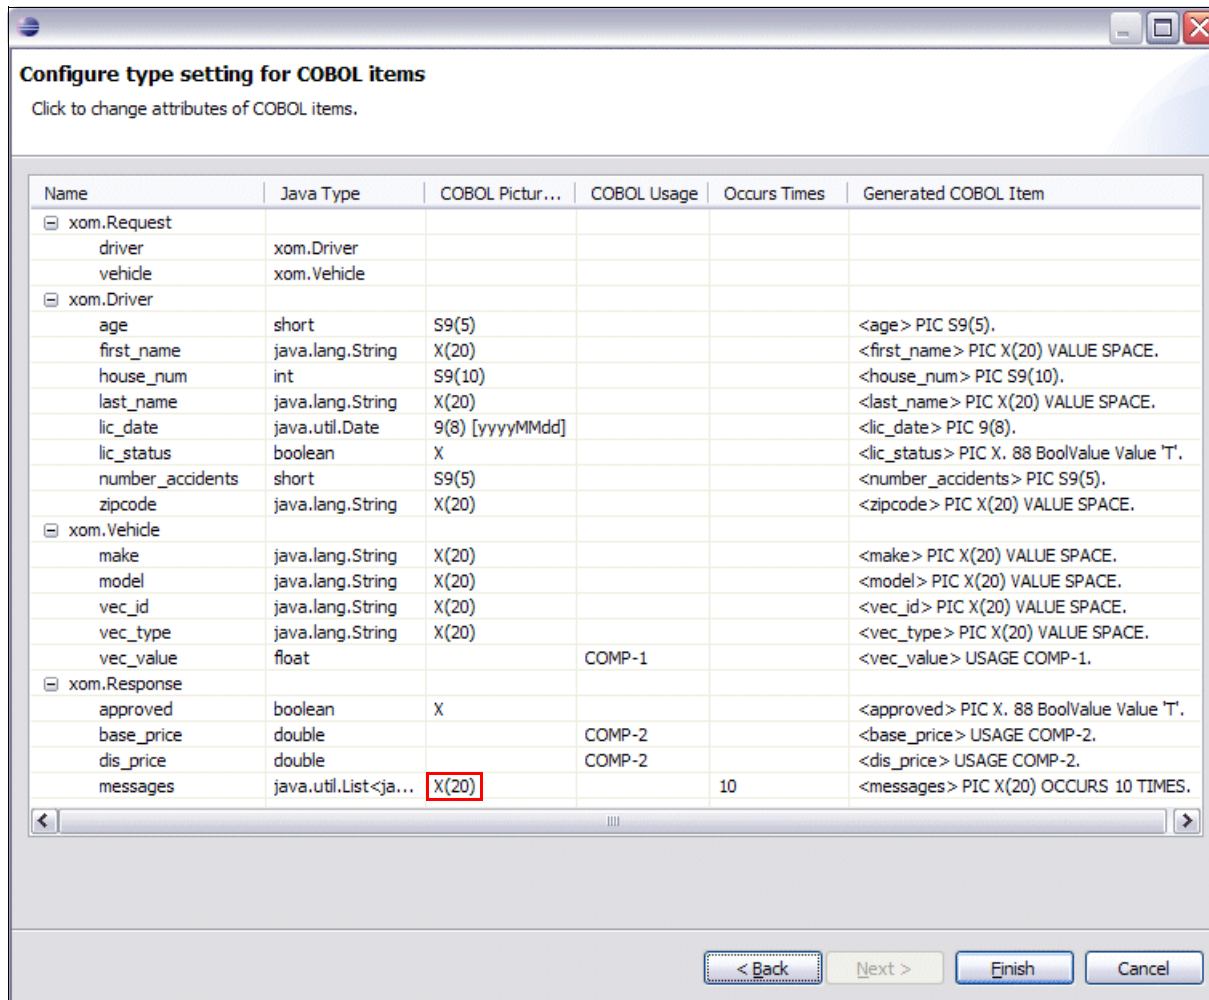 Configure type setting for COBOL items
Click to change attributes of COBOL items.
Name Java Type COBOL Pictur... COBOL Usage Occurs Times Generated COBOL Item
xom.Request
driver xom.Driver
vehicle xom.Vehicle
xom.Driver
age short S9(5) <age> PIC S9(5).
first_name java.lang.String X(20) <first_name> PIC X(20) VALUE SPACE.
house_num int S9(10) <house_num> PIC S9(10).
last_name java.lang.String X(20) <last_name> PIC X(20) VALUE SPACE.
lic_date java.util.Date 9(8) [yyyyMMdd] <lic_date> PIC 9(8).
lic_status boolean X <lic_status> PIC X. 88 BoolValue Value 'T'.
number_accidents short S9(5) <number_accidents> PIC S9(5).
zipcode java.lang.String X(20) <zipcode> PIC X(20) VALUE SPACE.
xom.Vehicle
make java.lang.String X(20) <make> PIC X(20) VALUE SPACE.
model java.lang.String X(20) <model> PIC X(20) VALUE SPACE.
vec_id java.lang.String X(20) <vec_id> PIC X(20) VALUE SPACE.
vec_type java.lang.String X(20) <vec_type> PIC X(20) VALUE SPACE.
vec_value float COMP-1 <vec_value> USAGE COMP-1.
xom.Response
approved boolean X <approved> PIC X. 88 BoolValue Value 'T'.
base_price double COMP-2 <base_price> USAGE COMP-2.
dis_price double COMP-2 <dis_price> USAGE COMP-2.
messages java.util.List<ja... X(20) 10 <messages> PIC X(20) OCCURS 10 TIMES.
< Back Next > Finish Cancel